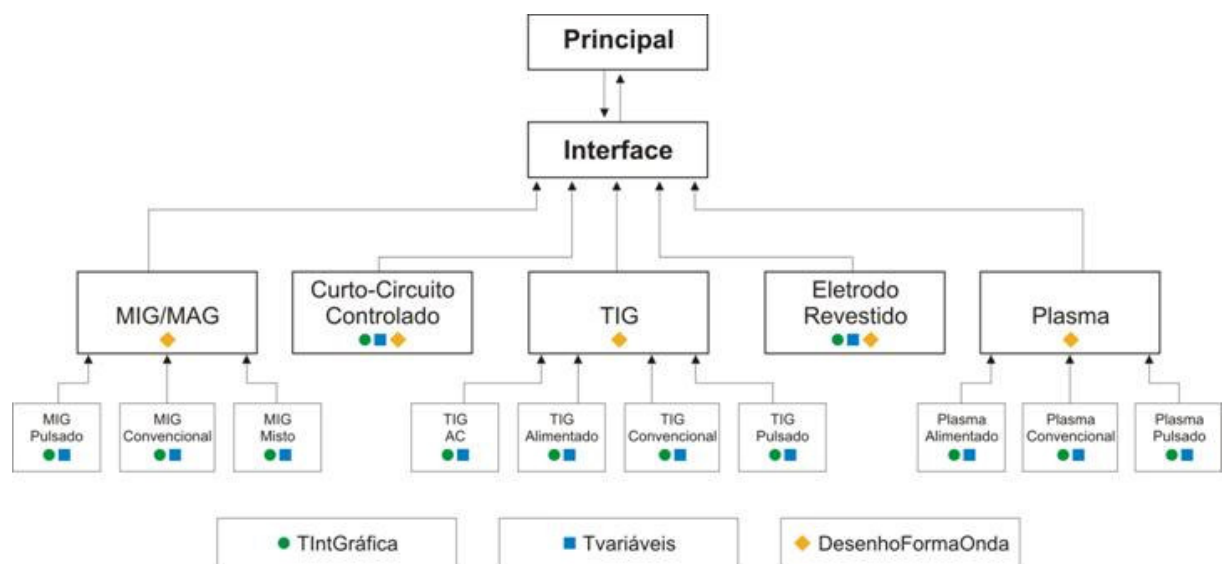 Principal
Interface
MIG/MAG
Curto-Circuito
Controlado
TIG
Eletrodo
Revestido
Plasma
MIG
Pulsado
MIG
Convencional
MIG
Misto
TIG
AC
TIG
Alimentado
TIG
Convencional
TIG
Pulsado
Plasma
Alimentado
Plasma
Convencional
Plasma
Pulsado
TIntGráfica
Tvariáveis
DesenhoFormaOnda